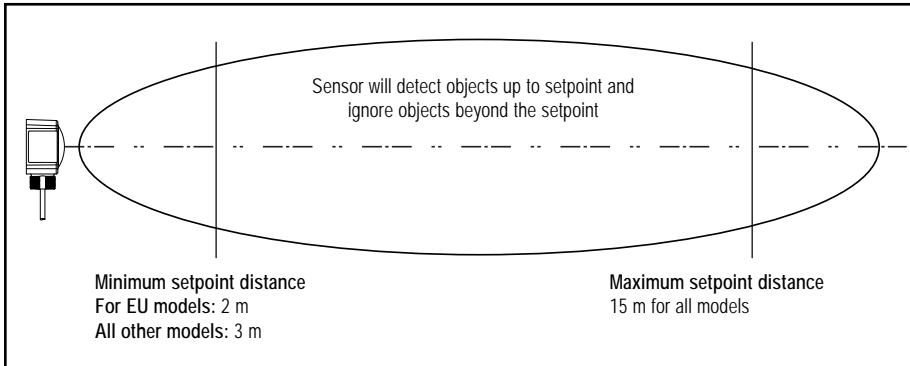 Sensor will detect objects up to setpoint and
ignore objects beyond the setpoint
Minimum setpoint distance
For EU models: 2 m
All other models: 3 m
Maximum setpoint distance
15 m for all models